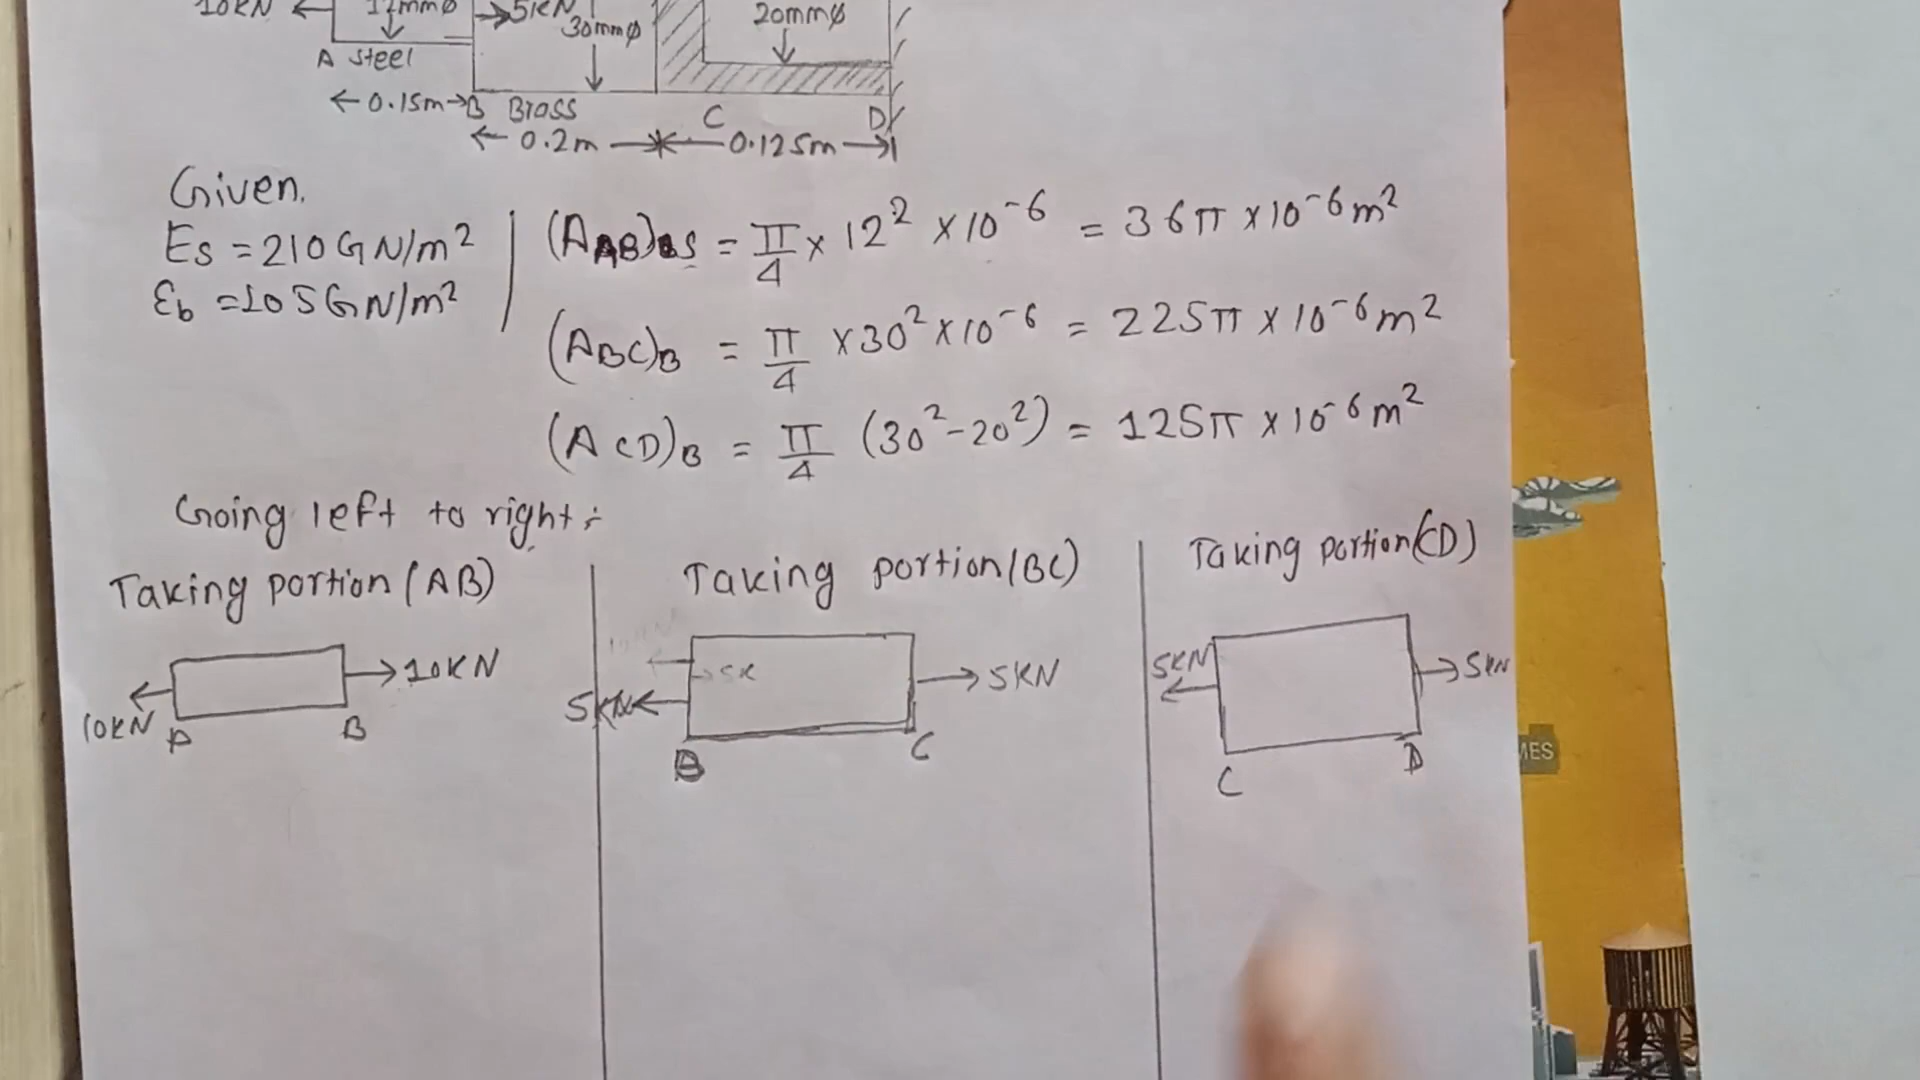 10KN ← 12mmφ →5KN 30mmφ 20mmφ
A Steel
←0.15m→B Bross C D
←0.2m→←0.125m→
Given.
Es = 210 GN/m²
Eb = 105 GN/m²
(AAB)S = π/4 × 12² × 10⁻⁶ = 36π × 10⁻⁶ m²
(ABC)B = π/4 × 30² × 10⁻⁶ = 225π × 10⁻⁶ m²
(ACD)B = π/4 (30² - 20²) = 125π × 10⁻⁶ m²
Going left to right :-
Taking portion (AB)
10KN ← → 10KN
A B
Taking portion (BC)
5K
5KN ← → 5KN
B C
Taking portion (CD)
5KN ← → 5KN
C D
MES